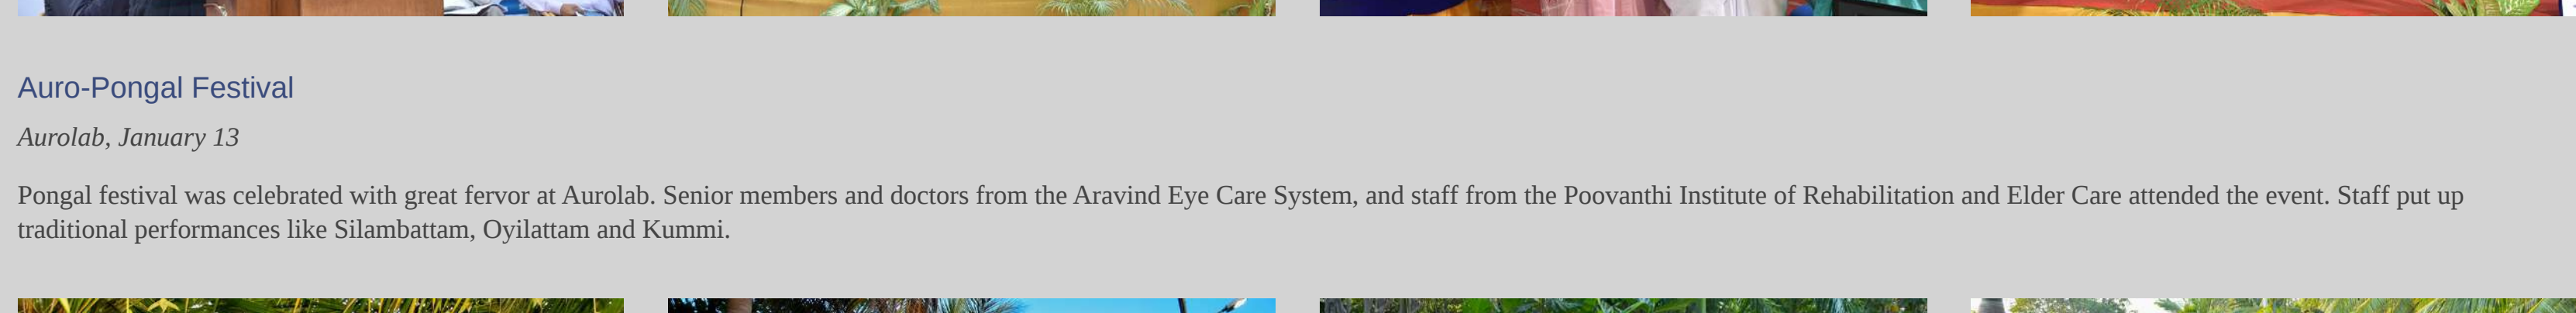 Auro-Pongal Festival
Aurolab, January 13
Pongal festival was celebrated with great fervor at Aurolab. Senior members and doctors from the Aravind Eye Care System, and staff from the Poovanthi Institute of Rehabilitation and Elder Care attended the event. Staff put up
traditional performances like Silambattam, Oyilattam and Kummi.